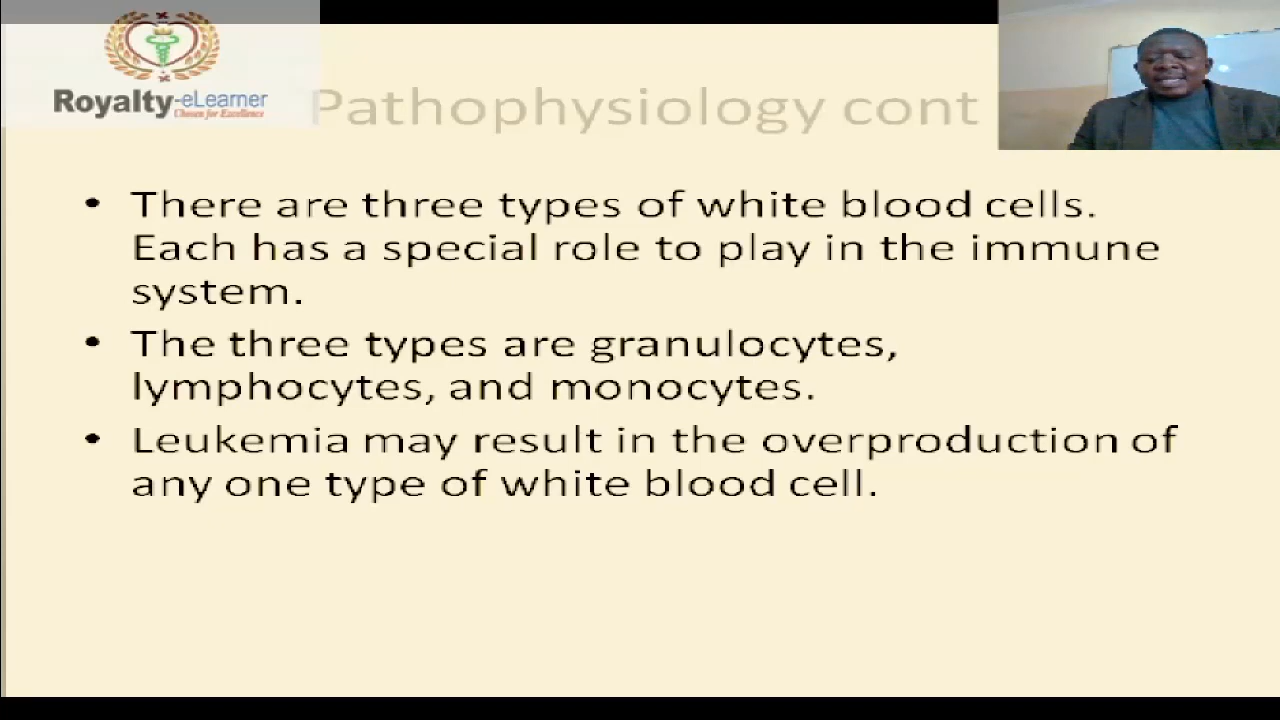 Royalty-eLearner
Chosen for Excellence
Pathophysiology cont
• There are three types of white blood cells.
Each has a special role to play in the immune
system.
• The three types are granulocytes,
lymphocytes, and monocytes.
• Leukemia may result in the overproduction of
any one type of white blood cell.